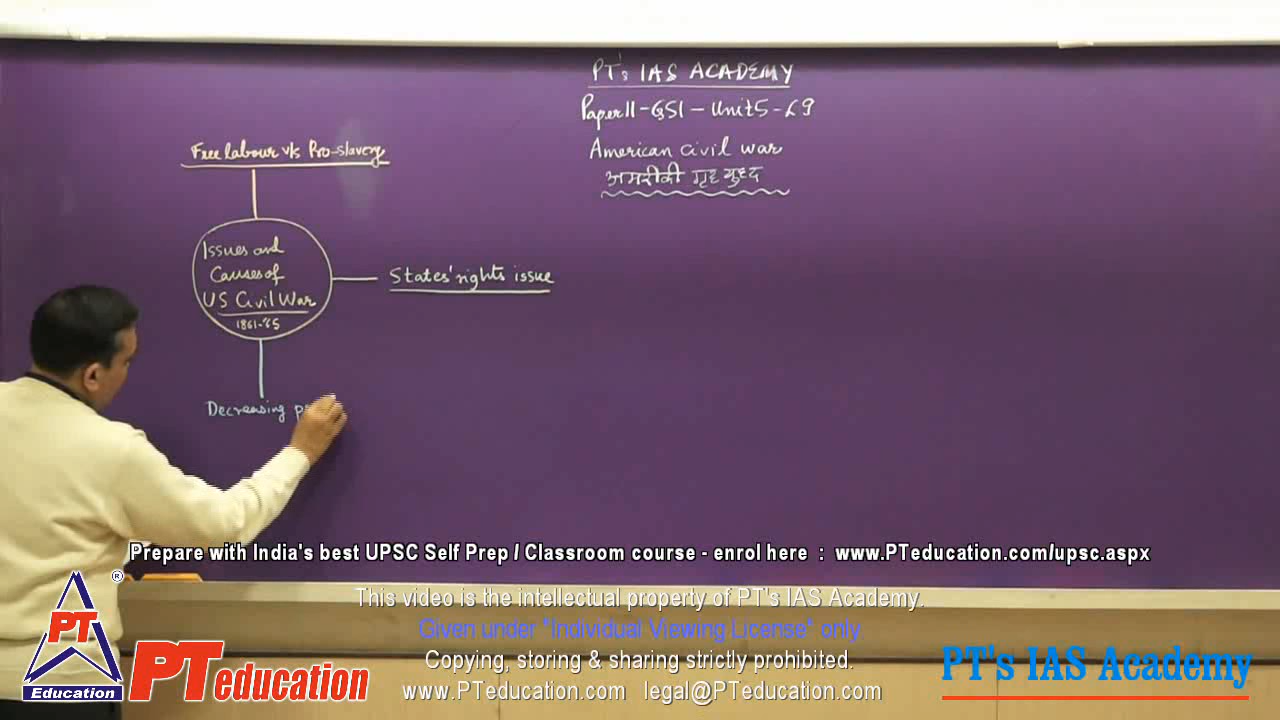 PT's IAS ACADEMY
Paper II - GS1 - Unit 5 - L9
American civil war
अमरीकी गृह युध्द
Free labour v/s Pro-slavery
Issues and
Causes of
US Civil War
1861-'65
States' rights issue
Decreasing
Prepare with India's best UPSC Self Prep / Classroom course - enrol here : www.PTeducation.com/upsc.aspx
This video is the intellectual property of PT's IAS Academy.
Given under "Individual Viewing License" only.
Copying, storing & sharing strictly prohibited.
www.PTeducation.com legal@PTeducation.com
PT
Education
®
PT education
PT's IAS Academy